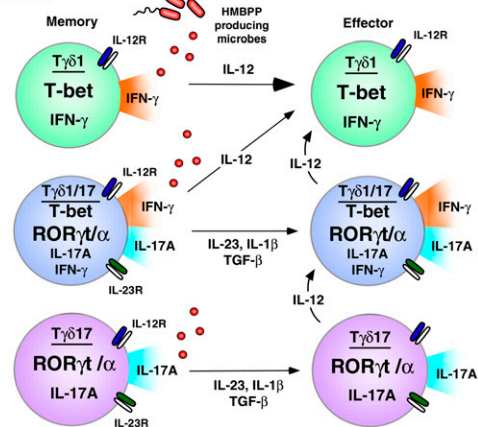 Memory
HMBPP
producing
microbes
Effector
IL-12R
Tγδ1
T-bet
IFN-γ
IFN-γ
IL-12
IL-12R
Tγδ1
T-bet
IFN-γ
IFN-γ
IL-12
IL-12
IL-12R
Tγδ1/17
T-bet
RORγt/α
IL-17A
IFN-γ
IFN-γ
IL-17A
IL-23R
IL-23, IL-1β
TGF-β
Tγδ1/17
T-bet
RORγt/α
IL-17A
IFN-γ
IFN-γ
IL-17A
IL-12
IL-12R
Tγδ17
RORγt /α
IL-17A
IL-17A
IL-23R
IL-23, IL-1β
TGF-β
Tγδ17
RORγt /α
IL-17A
IL-17A